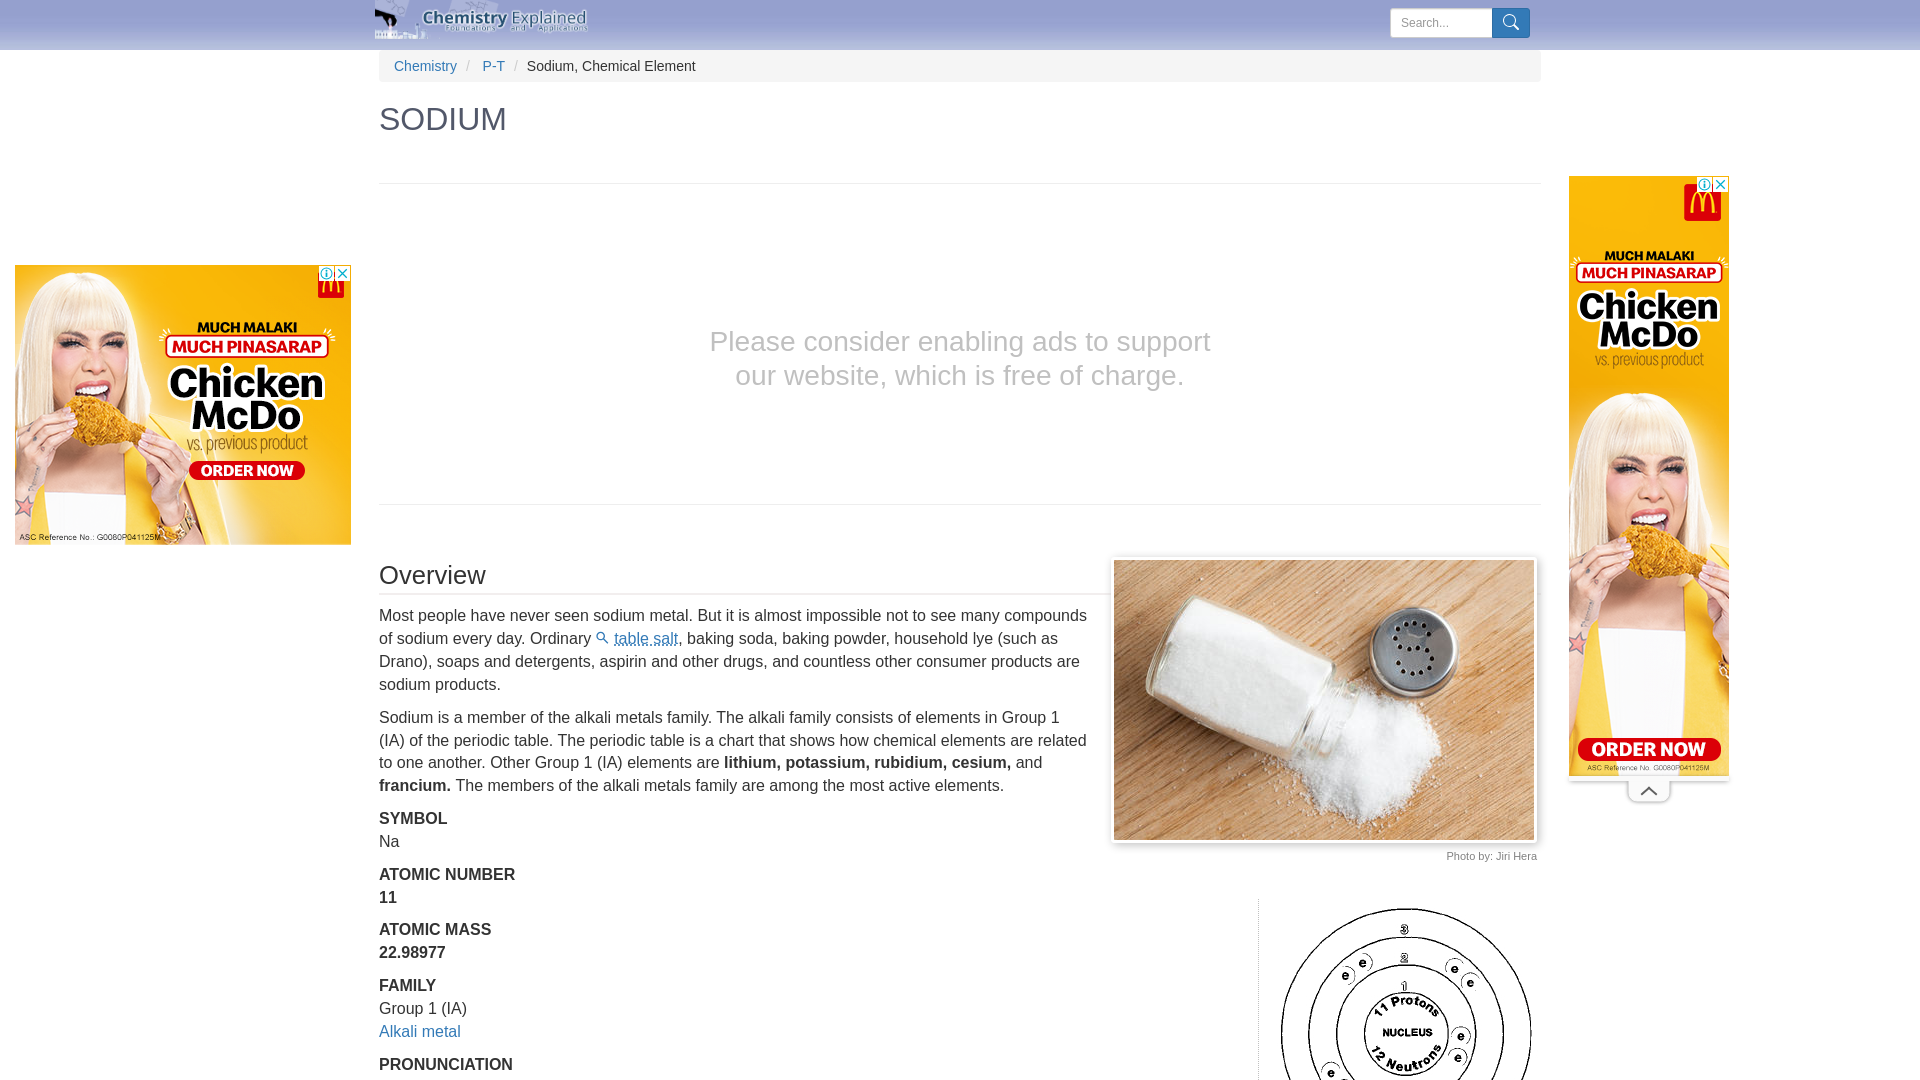 Chemistry Explained
Foundations and Applications
Search...
Chemistry / P-T / Sodium, Chemical Element
SODIUM
MUCH MALAKI
MUCH PINASARAP
Chicken
McDo
vs. previous product
ORDER NOW
ASC Reference No.: G0080P041125M
Please consider enabling ads to support
our website, which is free of charge.
MUCH MALAKI
MUCH PINASARAP
Chicken
McDo
vs. previous product
ORDER NOW
ASC Reference No. G0080P041125M
Overview
Most people have never seen sodium metal. But it is almost impossible not to see many compounds
of sodium every day. Ordinary table salt, baking soda, baking powder, household lye (such as
Drano), soaps and detergents, aspirin and other drugs, and countless other consumer products are
sodium products.
Sodium is a member of the alkali metals family. The alkali family consists of elements in Group 1
(IA) of the periodic table. The periodic table is a chart that shows how chemical elements are related
to one another. Other Group 1 (IA) elements are lithium, potassium, rubidium, cesium, and
francium. The members of the alkali metals family are among the most active elements.
Photo by: Jiri Hera
SYMBOL
Na
ATOMIC NUMBER
11
ATOMIC MASS
22.98977
FAMILY
Group 1 (IA)
Alkali metal
PRONUNCIATION
3
2
e e e e
1
11 Protons
NUCLEUS
12 Neutrons
e
e
e